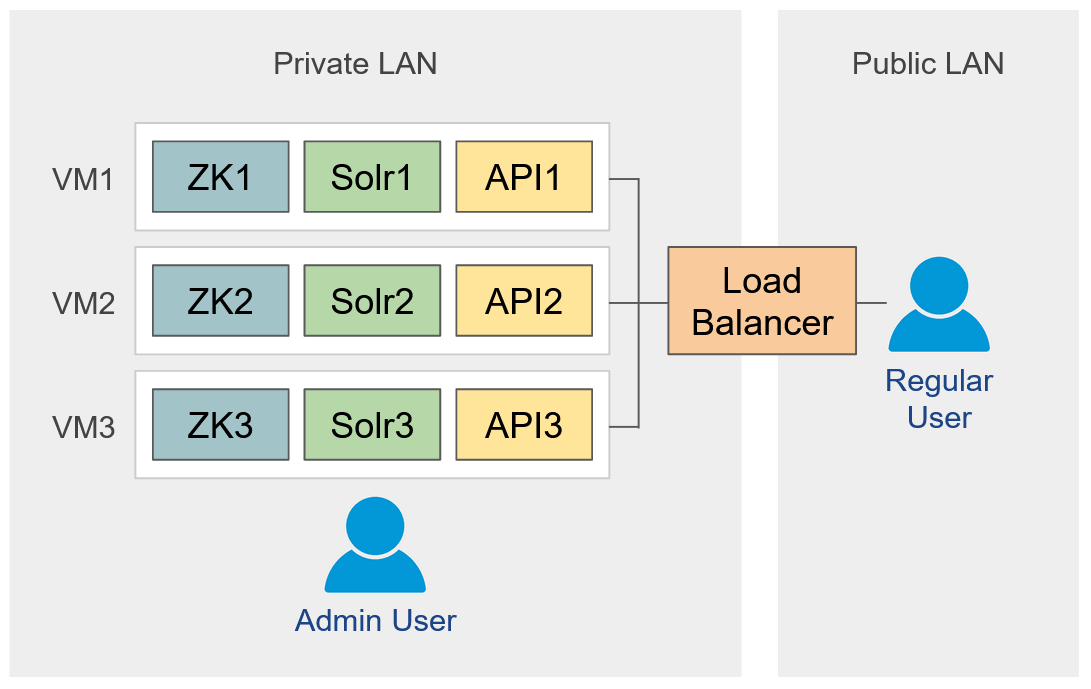 Private LAN
Public LAN
VM1
ZK1
Solr1
API1
VM2
ZK2
Solr2
API2
VM3
ZK3
Solr3
API3
Load
Balancer
Regular
User
Admin User